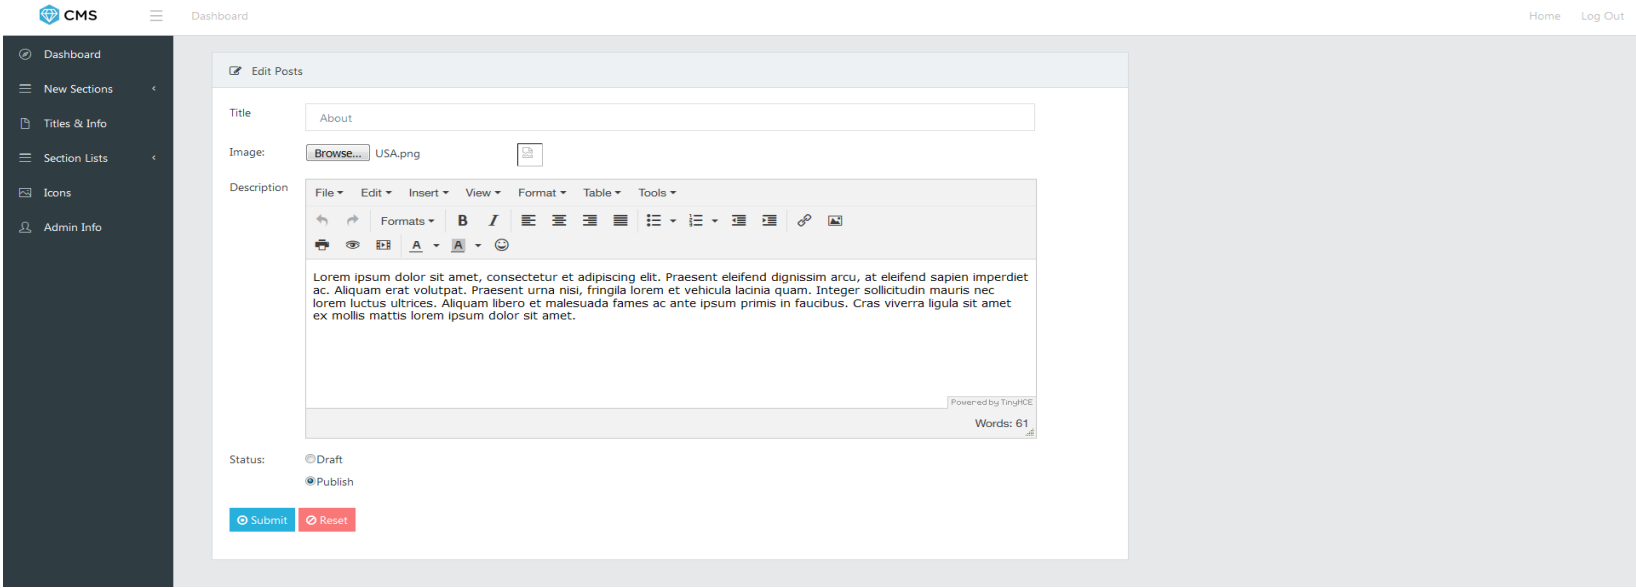 CMS
Dashboard
Home
Log Out
Dashboard
New Sections
Titles & Info
Section Lists
Icons
Admin Info
Edit Posts
Title
About
Image:
Browse...
USA.png
Description
File Edit Insert View Format Table Tools
Formats B I
A A
Lorem ipsum dolor sit amet, consectetur et adipiscing elit. Praesent eleifend dignissim arcu, at eleifend sapien imperdiet
ac. Aliquam erat volutpat. Praesent urna nisi, fringila lorem et vehicula lacinia quam. Integer sollicitudin mauris nec
lorem luctus ultrices. Aliquam libero et malesuada fames ac ante ipsum primis in faucibus. Cras viverra ligula sit amet
ex mollis mattis lorem ipsum dolor sit amet.
Powered by TinyMCE
Words: 61
Status:
Draft
Publish
Submit
Reset